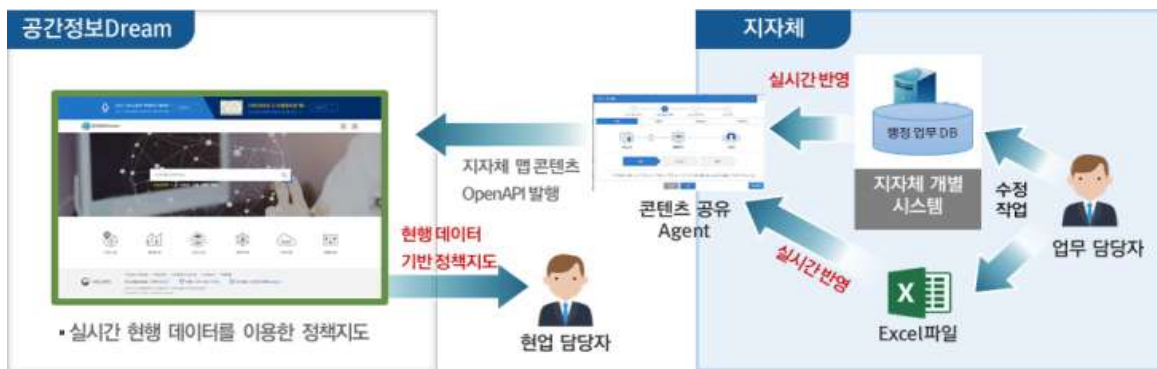 공간정보Dream
지자체
실시간 반영
행정 업무 DB
지자체 맵 콘텐츠
OpenAPI 발행
콘텐츠 공유
Agent
지자체 개별
시스템
수정
작업
업무 담당자
현행 데이터
기반 정책지도
실시간 반영
Excel파일
▪ 실시간 현행 데이터를 이용한 정책지도
현업 담당자